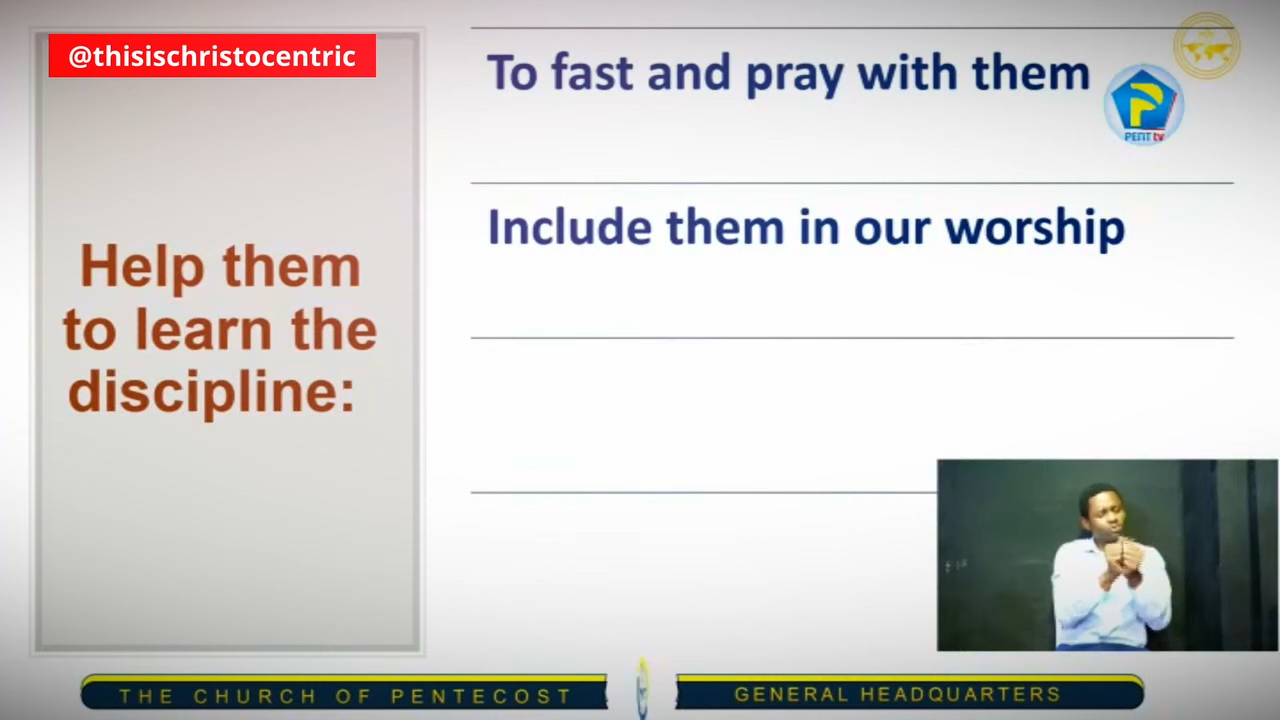 @thisischristocentric
To fast and pray with them
PENT tv
Include them in our worship
Help them
to learn the
discipline:
THE CHURCH OF PENTECOST
GENERAL HEADQUARTERS